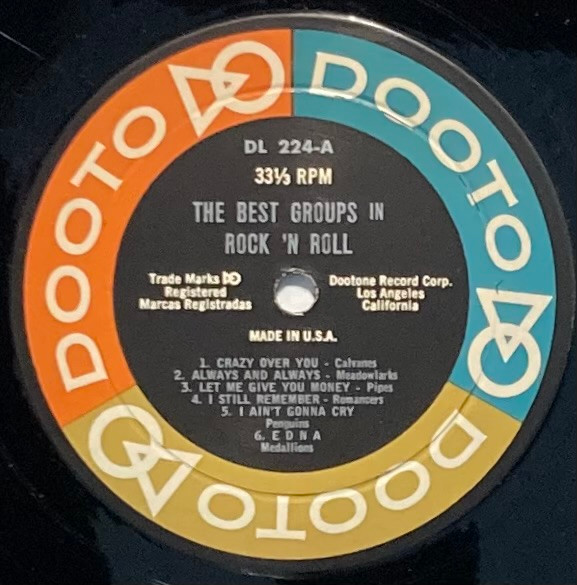 DOOTO
DOOTO
DOOTO
DL 224-A
33⅓ RPM
THE BEST GROUPS IN
ROCK 'N ROLL
Trade Marks DO
Registered
Marcas Registradas
Dootone Record Corp.
Los Angeles
California
MADE IN U.S.A.
1. CRAZY OVER YOU - Calvanes
2. ALWAYS AND ALWAYS - Meadowlarks
3. LET ME GIVE YOU MONEY - Pipes
4. I STILL REMEMBER - Romancers
5. I AIN'T GONNA CRY
Penguins
6. E D N A
Medallions